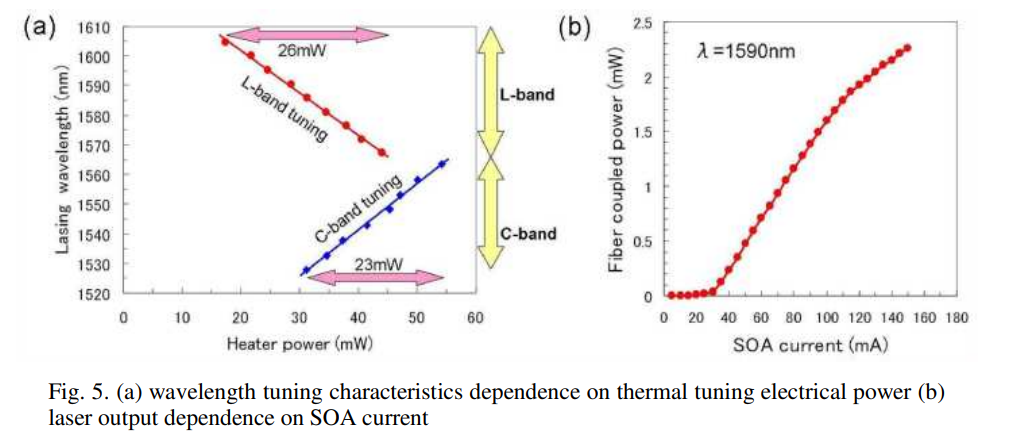 (a)
1610
1600
1590
1580
1570
1560
1550
1540
1530
1520
Lasing wavelength (nm)
26mW
L-band tuning
C-band tuning
23mW
L-band
C-band
0 10 20 30 40 50 60
Heater power (mW)
(b)
2.5
2
1.5
1
0.5
0
Fiber coupled power (mW)
λ=1590nm
0 20 40 60 80 100 120 140 160 180
SOA current (mA)
Fig. 5. (a) wavelength tuning characteristics dependence on thermal tuning electrical power (b)
laser output dependence on SOA current